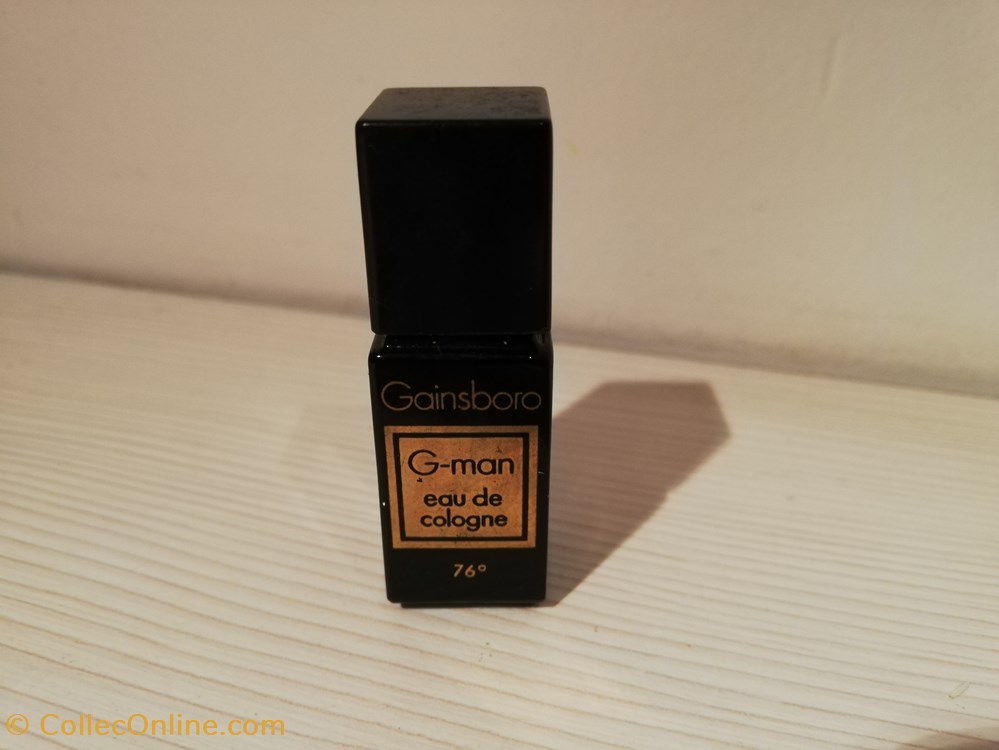 Gainsboro
G-man
eau de
cologne
76°
© CollecOnline.com